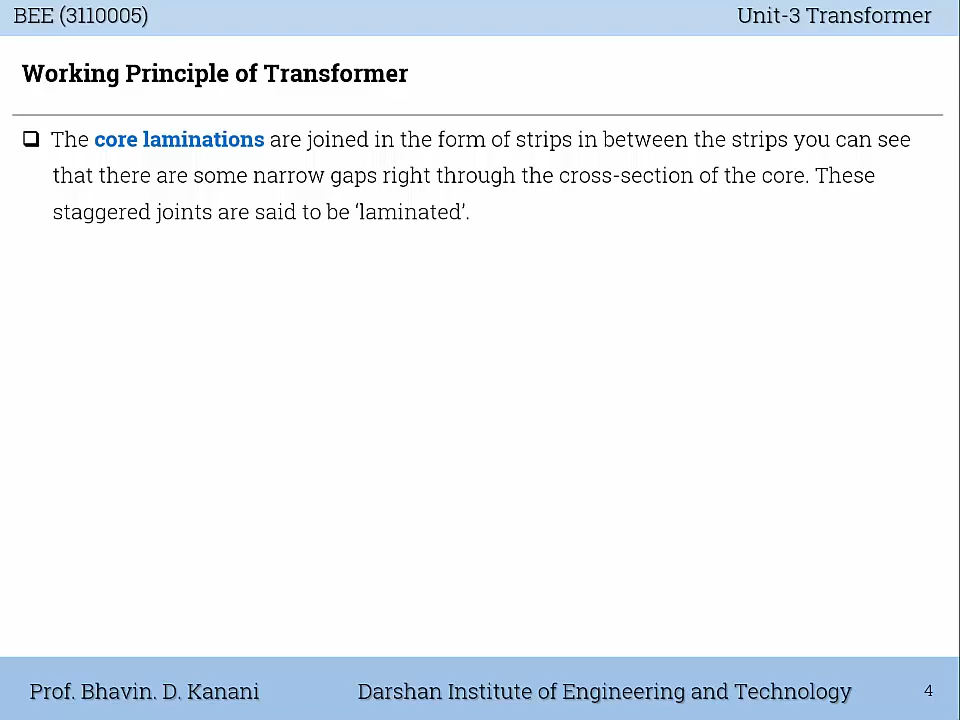 BEE (3110005) Unit-3 Transformer
Working Principle of Transformer
❑ The core laminations are joined in the form of strips in between the strips you can see
that there are some narrow gaps right through the cross-section of the core. These
staggered joints are said to be ‘laminated’.
Prof. Bhavin. D. Kanani Darshan Institute of Engineering and Technology 4